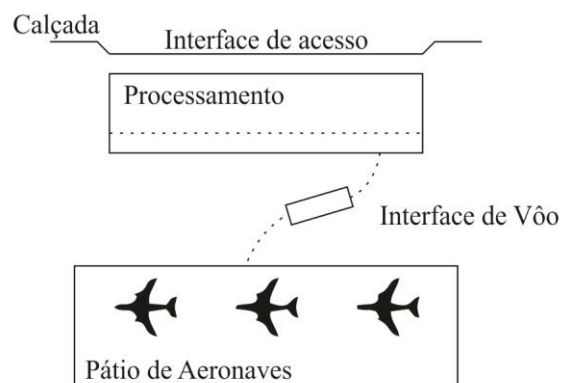 Calçada
Interface de acesso
Processamento
Interface de Vôo
Pátio de Aeronaves